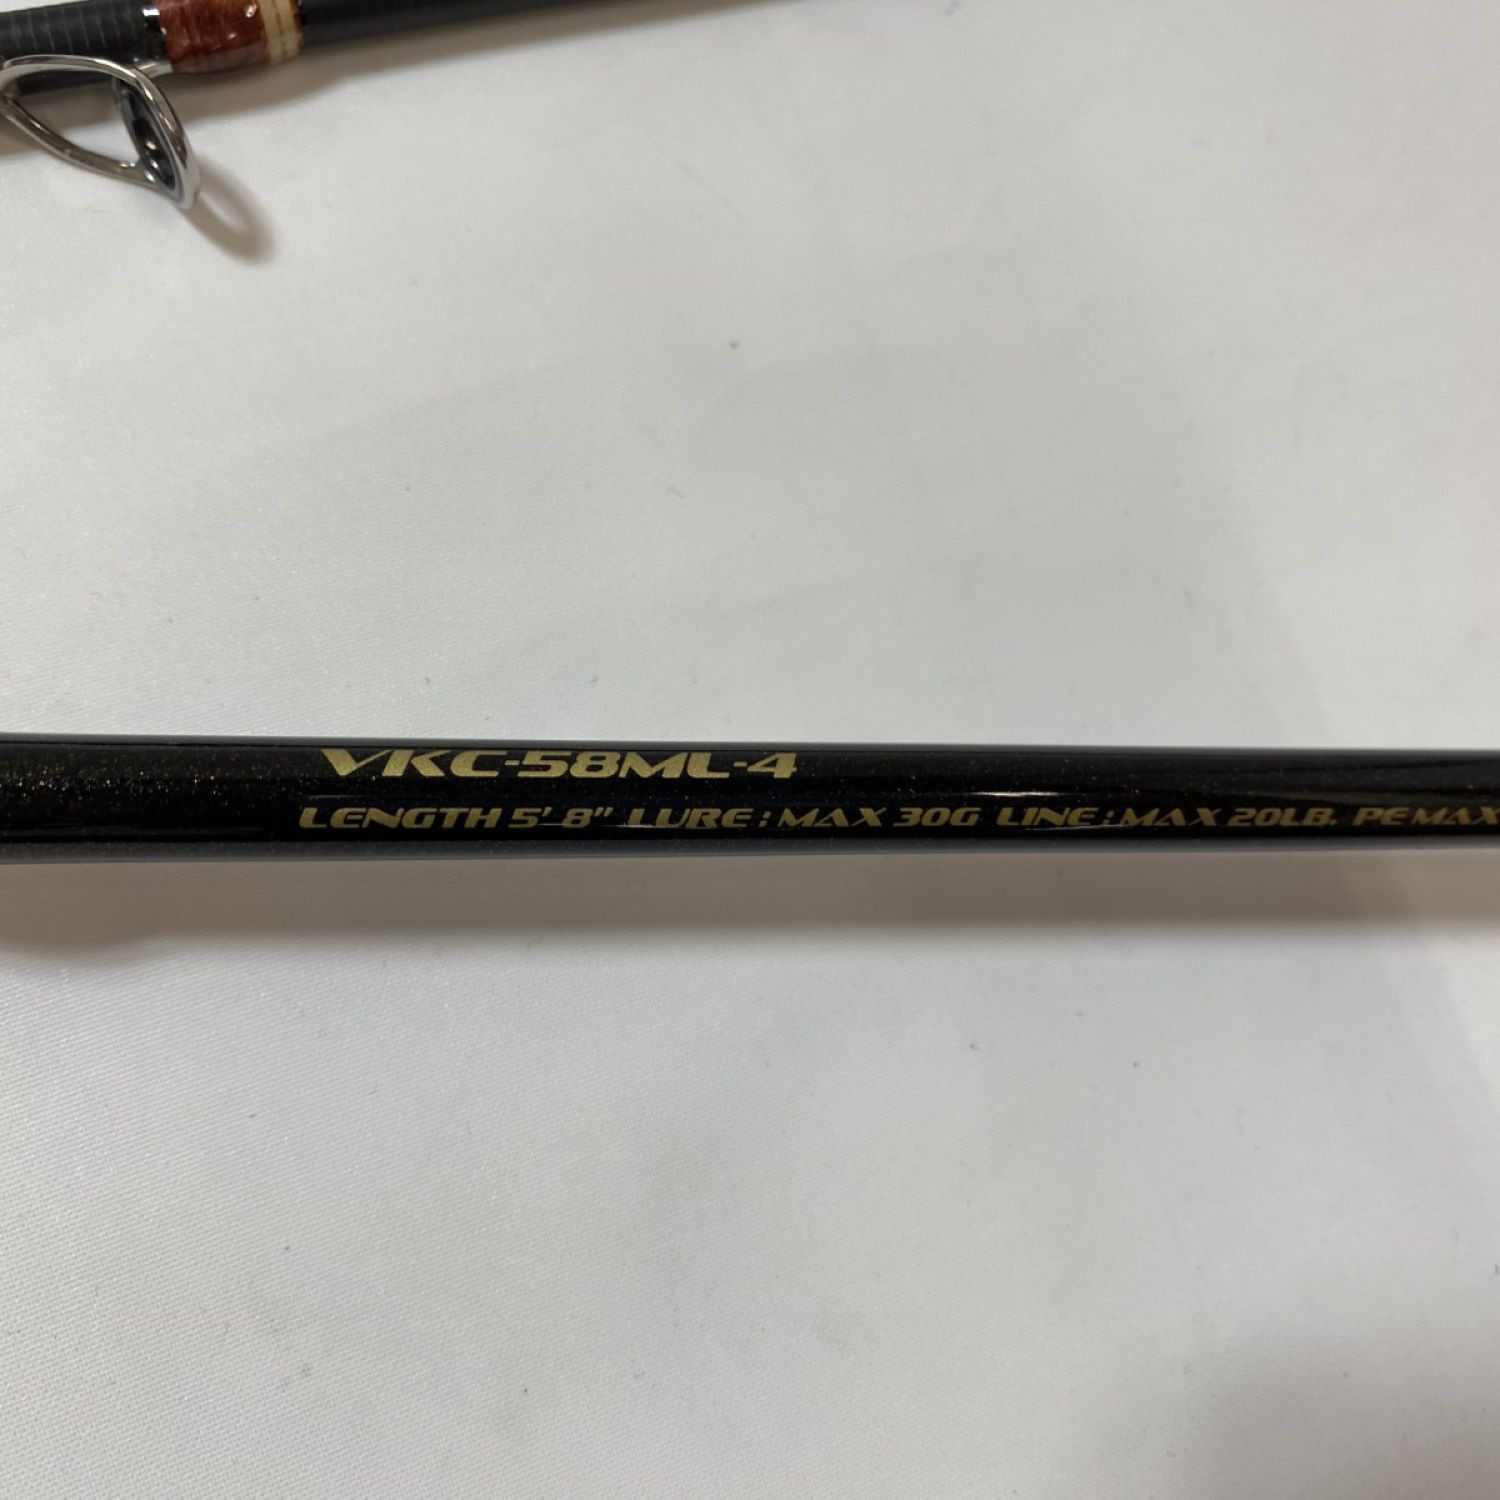 VKC-58ML-4
LENGTH 5' 8" LURE : MAX 30G LINE : MAX 20LB. PE MAX